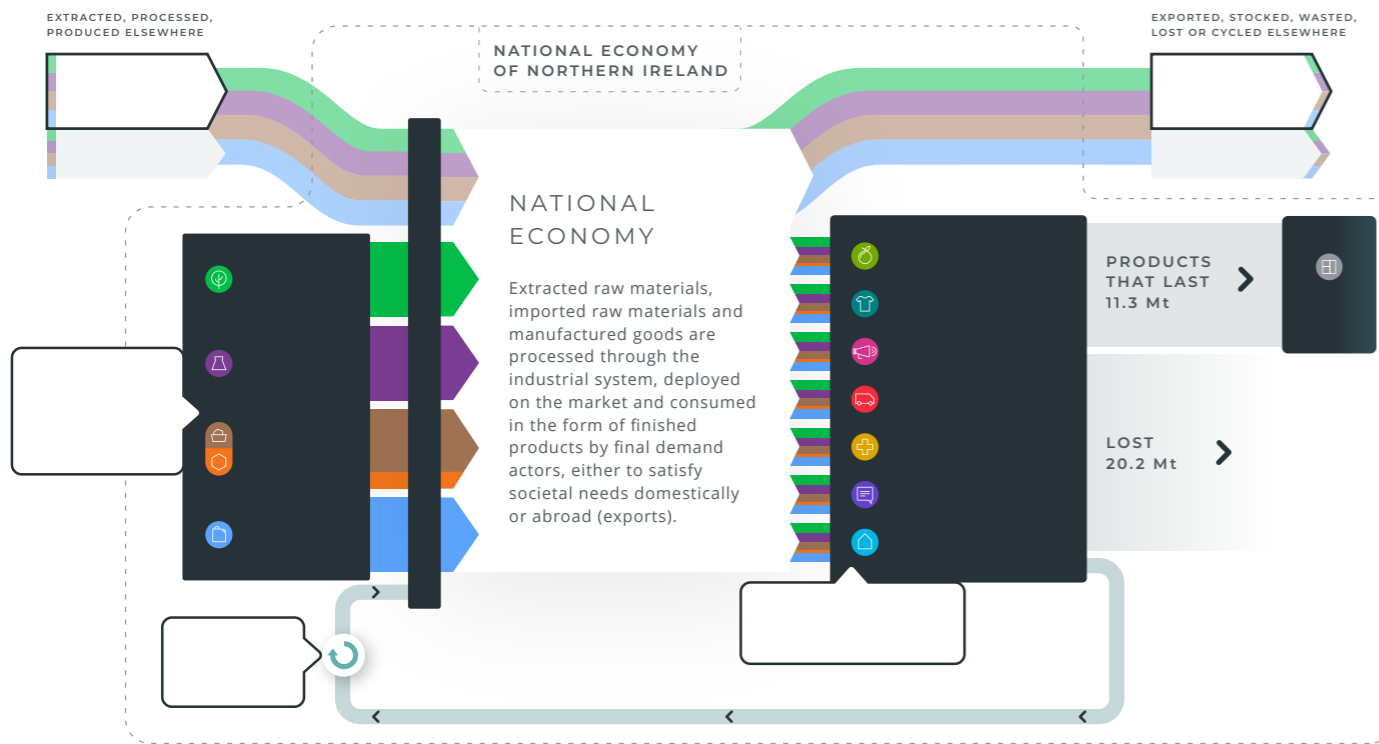 EXTRACTED, PROCESSED,
PRODUCED ELSEWHERE
NATIONAL ECONOMY
OF NORTHERN IRELAND
EXPORTED, STOCKED, WASTED,
LOST OR CYCLED ELSEWHERE
NATIONAL
ECONOMY
Extracted raw materials,
imported raw materials and
manufactured goods are
processed through the
industrial system, deployed
on the market and consumed
in the form of finished
products by final demand
actors, either to satisfy
societal needs domestically
or abroad (exports).
PRODUCTS
THAT LAST
11.3 Mt
LOST
20.2 Mt